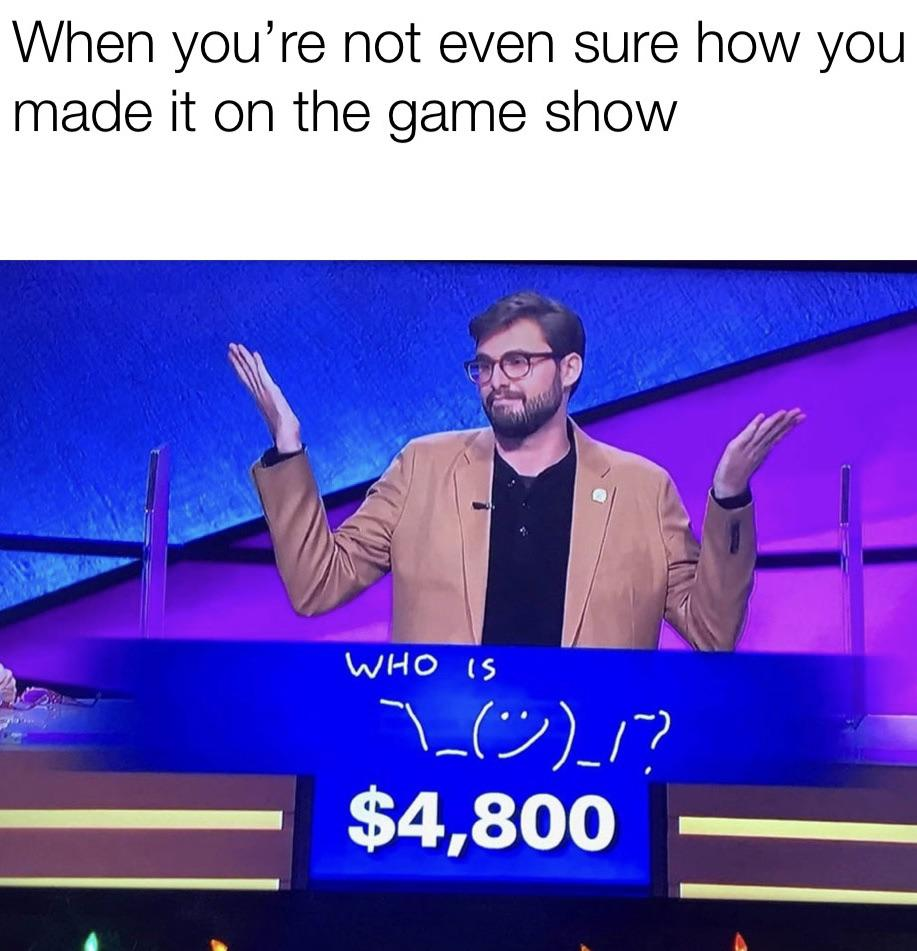 When you’re not even sure how you
made it on the game show
WHO IS
¯\_(ツ)_/¯?
$4,800